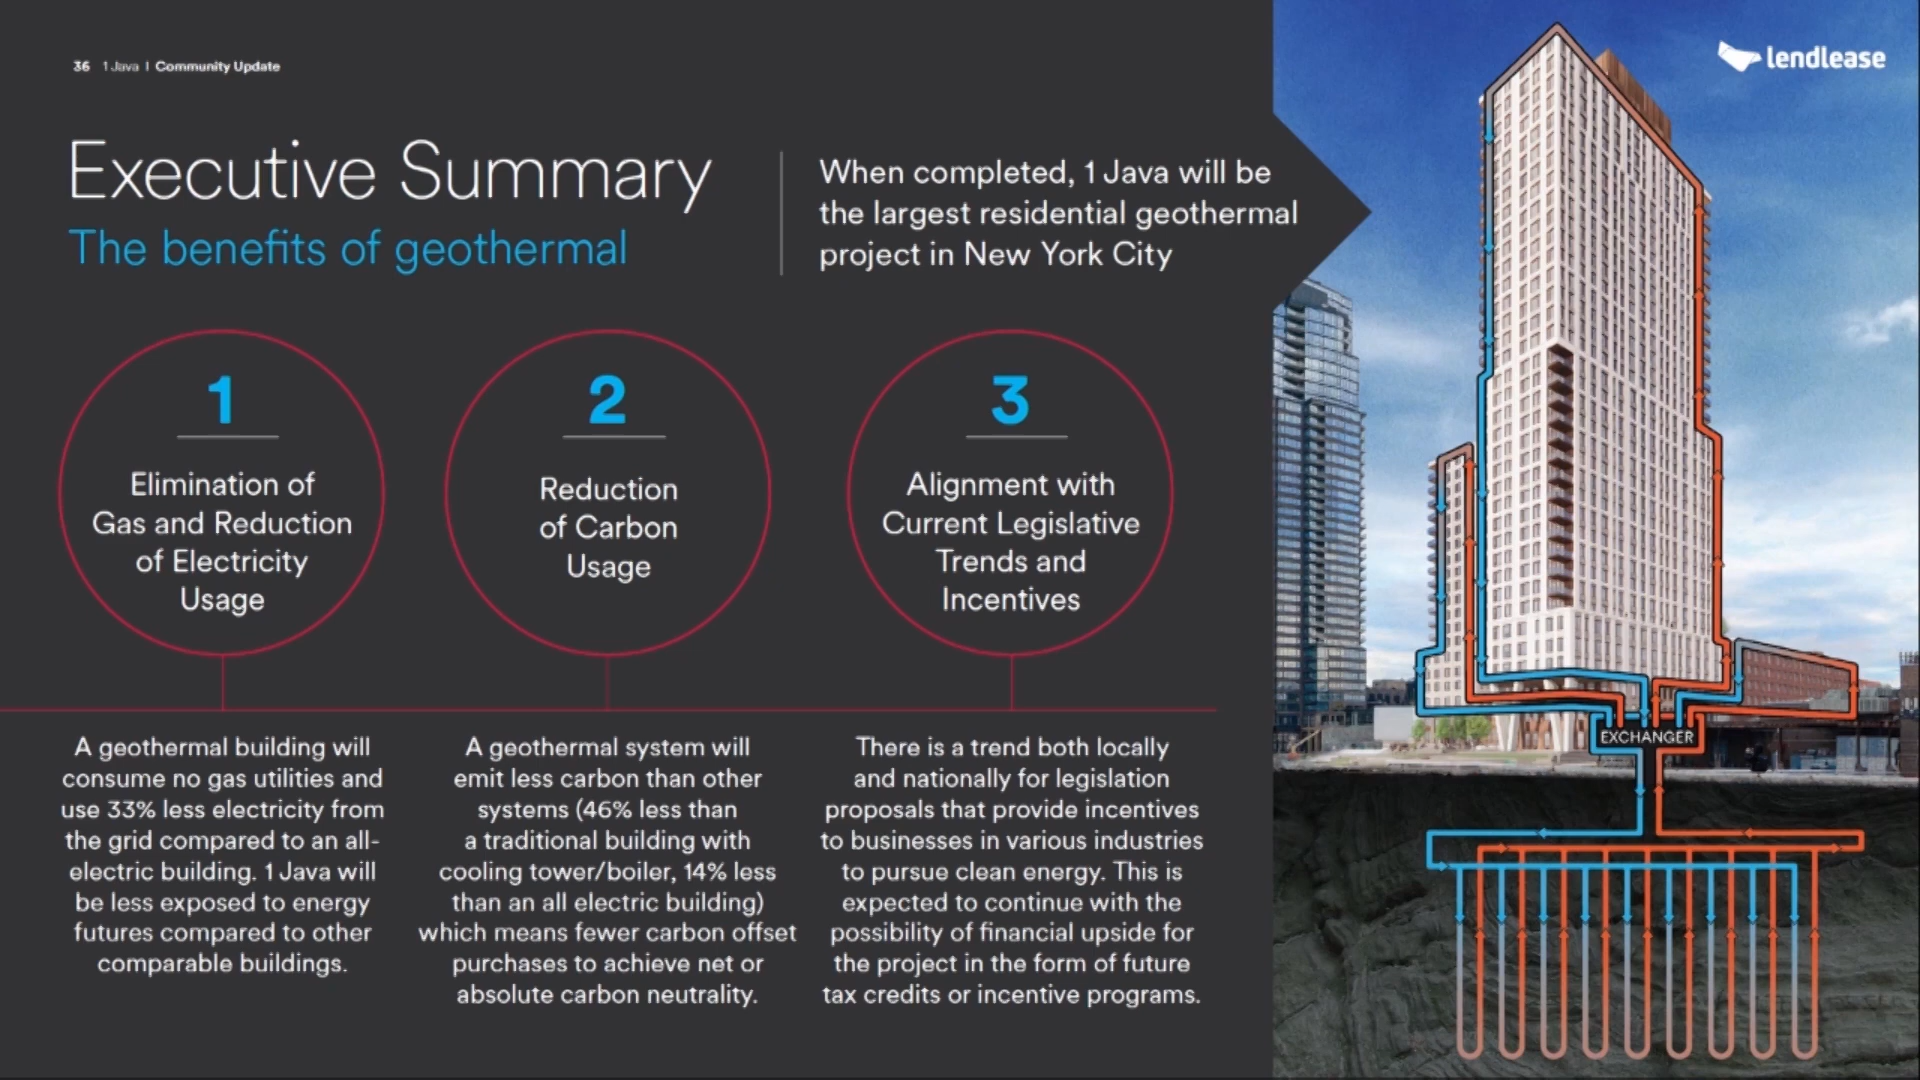 36 1 Java | Community Update
lendlease
Executive Summary
The benefits of geothermal
When completed, 1 Java will be
the largest residential geothermal
project in New York City
1
Elimination of
Gas and Reduction
of Electricity
Usage
A geothermal building will
consume no gas utilities and
use 33% less electricity from
the grid compared to an all-
electric building. 1 Java will
be less exposed to energy
futures compared to other
comparable buildings.
2
Reduction
of Carbon
Usage
A geothermal system will
emit less carbon than other
systems (46% less than
a traditional building with
cooling tower/boiler, 14% less
than an all electric building)
which means fewer carbon offset
purchases to achieve net or
absolute carbon neutrality.
3
Alignment with
Current Legislative
Trends and
Incentives
There is a trend both locally
and nationally for legislation
proposals that provide incentives
to businesses in various industries
to pursue clean energy. This is
expected to continue with the
possibility of financial upside for
the project in the form of future
tax credits or incentive programs.
EXCHANGER